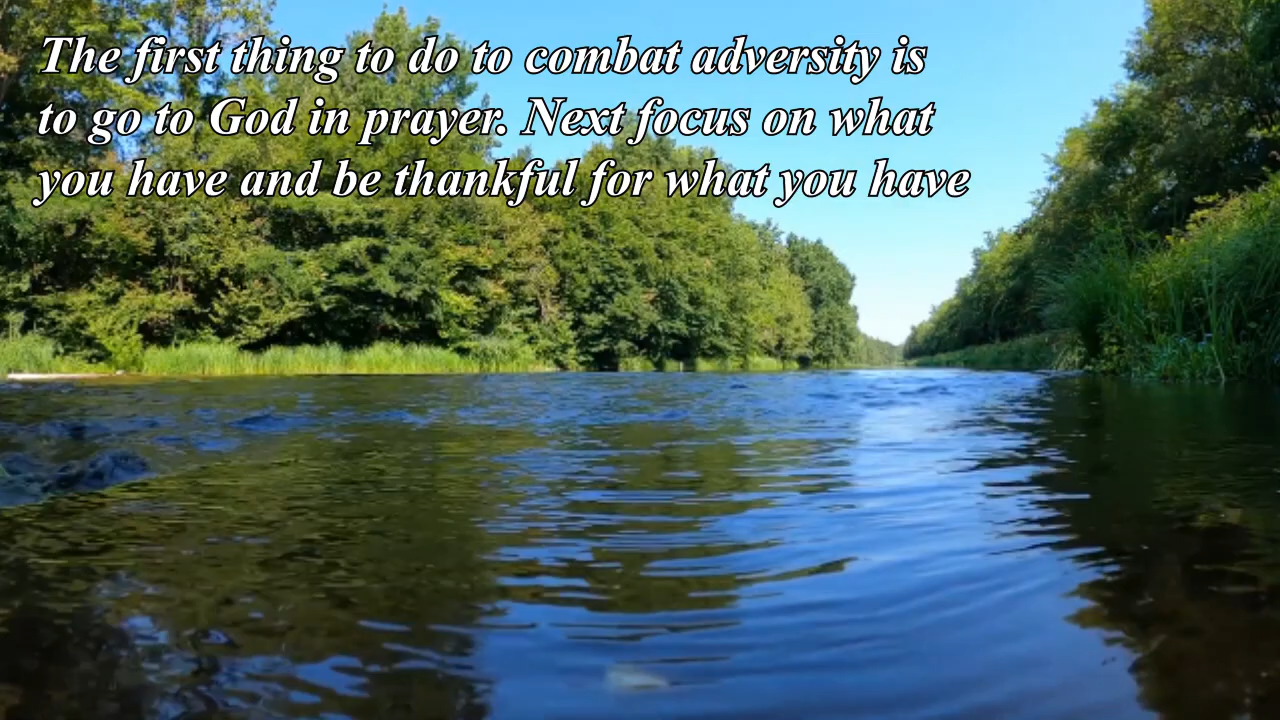 The first thing to do to combat adversity is
to go to God in prayer. Next focus on what
you have and be thankful for what you have